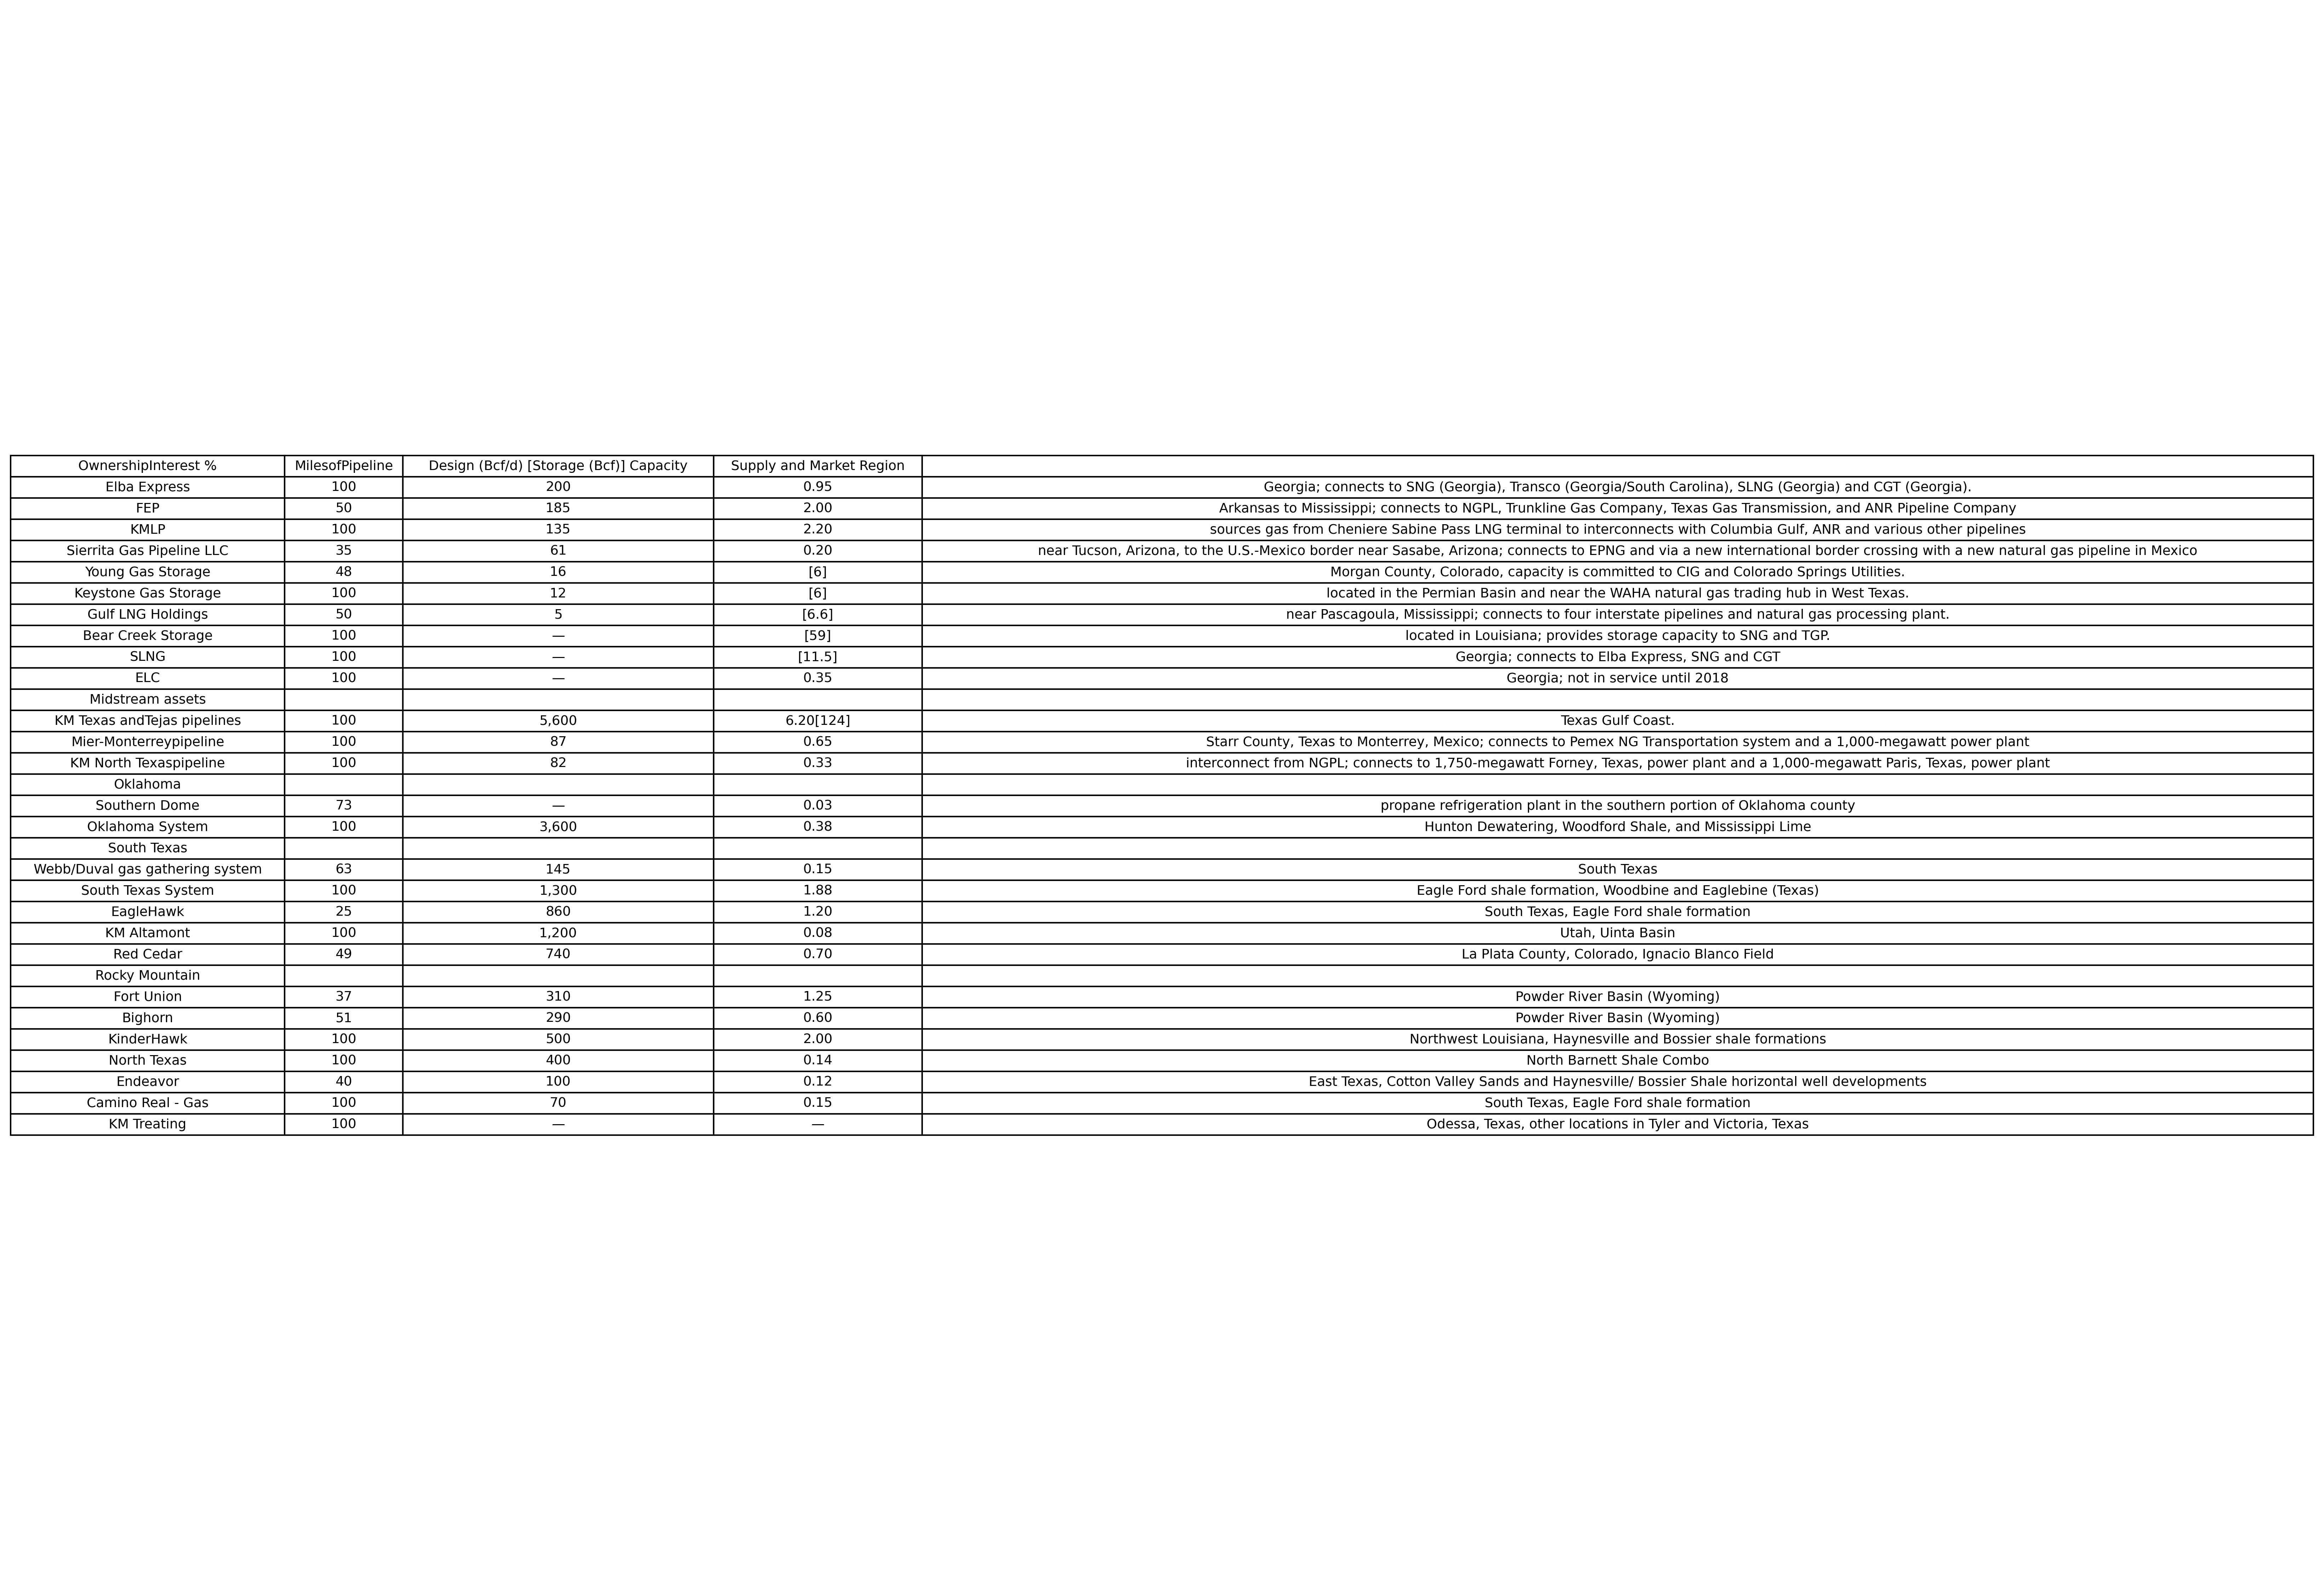 OwnershipInterest % MilesofPipeline Design (Bcf/d) [Storage (Bcf)] Capacity Supply and Market Region
Elba Express 100 200 0.95 Georgia; connects to SNG (Georgia), Transco (Georgia/South Carolina), SLNG (Georgia) and CGT (Georgia).
FEP 50 185 2.00 Arkansas to Mississippi; connects to NGPL, Trunkline Gas Company, Texas Gas Transmission, and ANR Pipeline Company
KMLP 100 135 2.20 sources gas from Cheniere Sabine Pass LNG terminal to interconnects with Columbia Gulf, ANR and various other pipelines
Sierrita Gas Pipeline LLC 35 61 0.20 near Tucson, Arizona, to the U.S.-Mexico border near Sasabe, Arizona; connects to EPNG and via a new international border crossing with a new natural gas pipeline in Mexico
Young Gas Storage 48 16 [6] Morgan County, Colorado, capacity is committed to CIG and Colorado Springs Utilities.
Keystone Gas Storage 100 12 [6] located in the Permian Basin and near the WAHA natural gas trading hub in West Texas.
Gulf LNG Holdings 50 5 [6.6] near Pascagoula, Mississippi; connects to four interstate pipelines and natural gas processing plant.
Bear Creek Storage 100 — [59] located in Louisiana; provides storage capacity to SNG and TGP.
SLNG 100 — [11.5] Georgia; connects to Elba Express, SNG and CGT
ELC 100 — 0.35 Georgia; not in service until 2018
Midstream assets
KM Texas andTejas pipelines 100 5,600 6.20[124] Texas Gulf Coast.
Mier-Monterreypipeline 100 87 0.65 Starr County, Texas to Monterrey, Mexico; connects to Pemex NG Transportation system and a 1,000-megawatt power plant
KM North Texaspipeline 100 82 0.33 interconnect from NGPL; connects to 1,750-megawatt Forney, Texas, power plant and a 1,000-megawatt Paris, Texas, power plant
Oklahoma
Southern Dome 73 — 0.03 propane refrigeration plant in the southern portion of Oklahoma county
Oklahoma System 100 3,600 0.38 Hunton Dewatering, Woodford Shale, and Mississippi Lime
South Texas
Webb/Duval gas gathering system 63 145 0.15 South Texas
South Texas System 100 1,300 1.88 Eagle Ford shale formation, Woodbine and Eaglebine (Texas)
EagleHawk 25 860 1.20 South Texas, Eagle Ford shale formation
KM Altamont 100 1,200 0.08 Utah, Uinta Basin
Red Cedar 49 740 0.70 La Plata County, Colorado, Ignacio Blanco Field
Rocky Mountain
Fort Union 37 310 1.25 Powder River Basin (Wyoming)
Bighorn 51 290 0.60 Powder River Basin (Wyoming)
KinderHawk 100 500 2.00 Northwest Louisiana, Haynesville and Bossier shale formations
North Texas 100 400 0.14 North Barnett Shale Combo
Endeavor 40 100 0.12 East Texas, Cotton Valley Sands and Haynesville/ Bossier Shale horizontal well developments
Camino Real - Gas 100 70 0.15 South Texas, Eagle Ford shale formation
KM Treating 100 — — Odessa, Texas, other locations in Tyler and Victoria, Texas